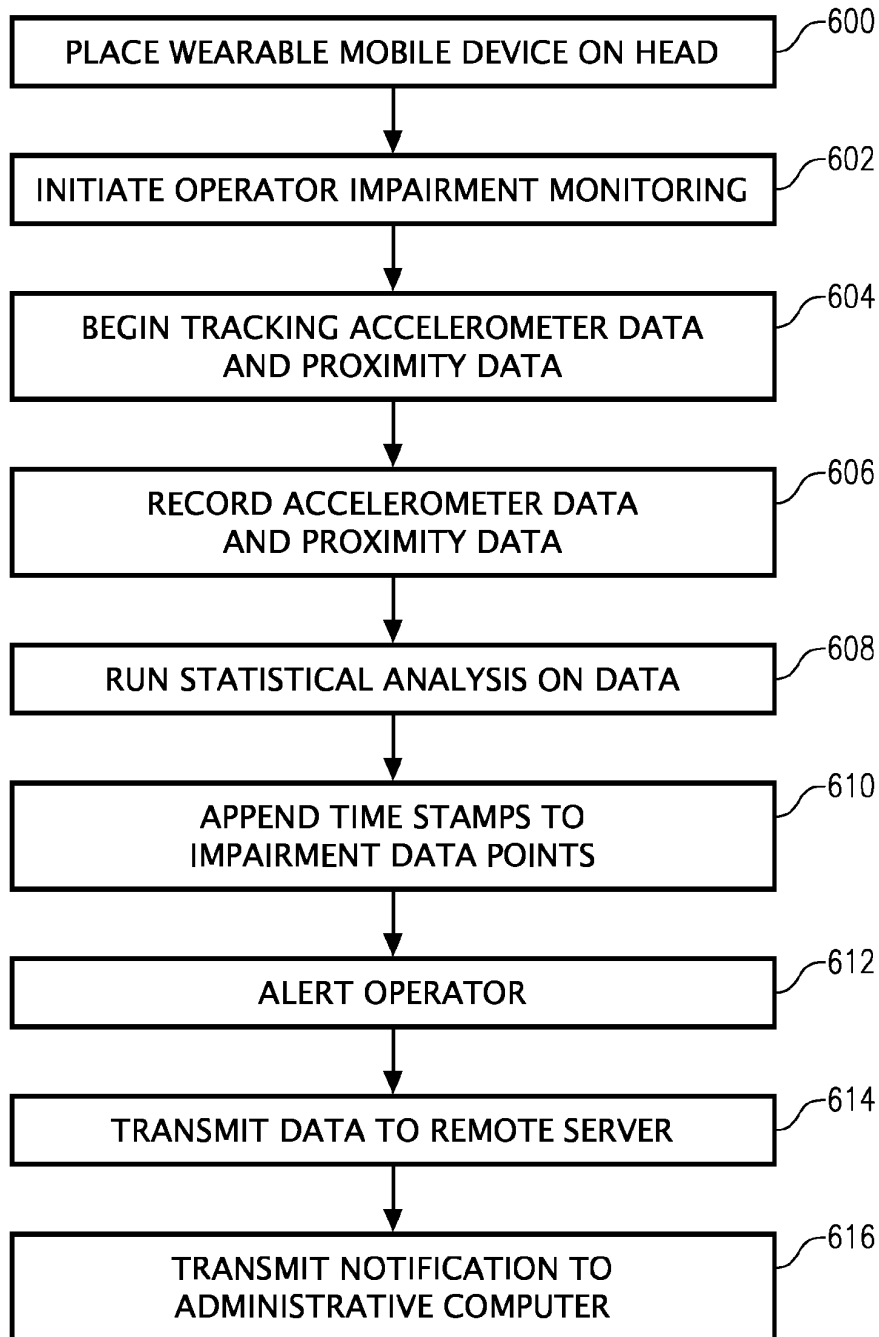 600
PLACE WEARABLE MOBILE DEVICE ON HEAD
602
INITIATE OPERATOR IMPAIRMENT MONITORING
604
BEGIN TRACKING ACCELEROMETER DATA
AND PROXIMITY DATA
606
RECORD ACCELEROMETER DATA
AND PROXIMITY DATA
608
RUN STATISTICAL ANALYSIS ON DATA
610
APPEND TIME STAMPS TO
IMPAIRMENT DATA POINTS
612
ALERT OPERATOR
614
TRANSMIT DATA TO REMOTE SERVER
616
TRANSMIT NOTIFICATION TO
ADMINISTRATIVE COMPUTER